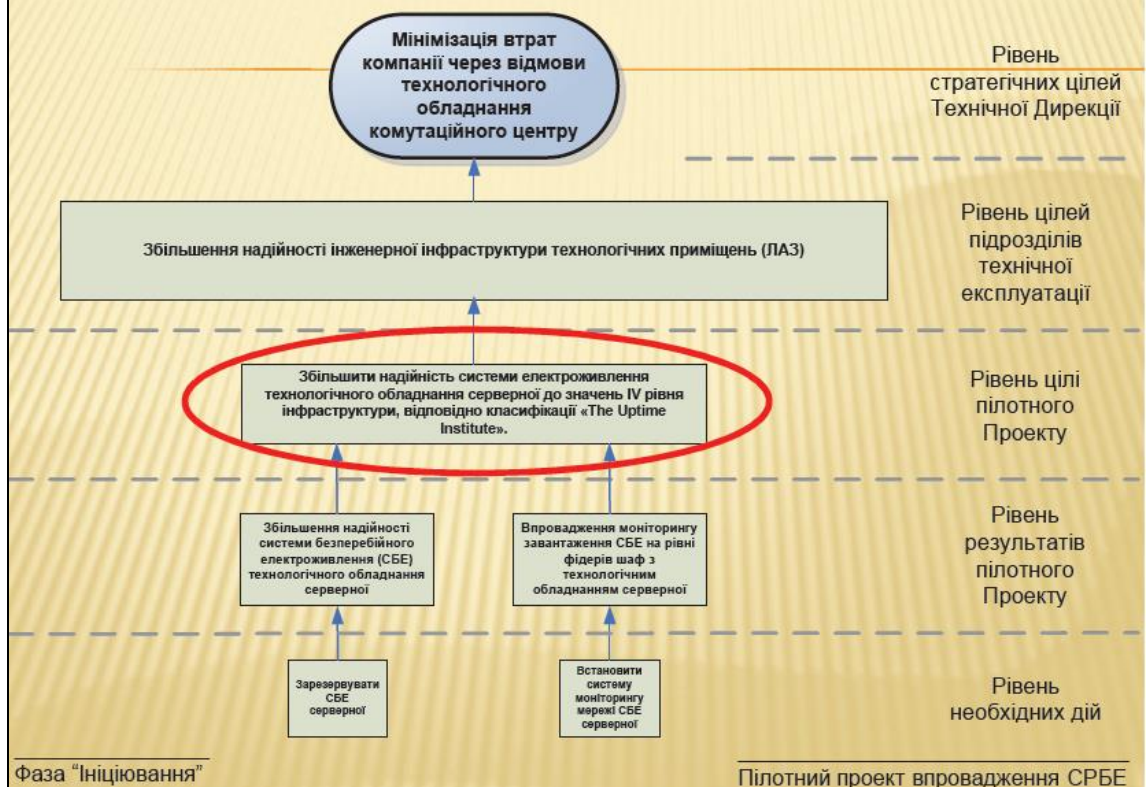 Мінімізація втрат
компанії через відмови
технологічного
обладнання
комутаційного центру
Рівень
стратегічних цілей
Технічної Дирекції
Збільшення надійності інженерної інфраструктури технологічних приміщень (ЛАЗ)
Рівень цілей
підрозділів
технічної
експлуатації
Збільшити надійність системи електроживлення
технологічного обладнання серверної до значень IV рівня
інфраструктури, відповідно класифікації «The Uptime
Institute».
Рівень цілі
пілотного
Проекту
Збільшення надійності
системи безперебійного
електроживлення (СБЕ)
технологічного обладнання
серверної
Впровадження моніторингу
завантаження СБЕ на рівні
фідерів шаф з
технологічним
обладнанням серверної
Рівень
результатів
пілотного
Проекту
Зарезервувати
СБЕ
серверної
Встановити
систему
моніторингу
мережі СБЕ
серверної
Рівень
необхідних дій
Фаза “Ініціювання”
Пілотний проект впровадження СРБЕ